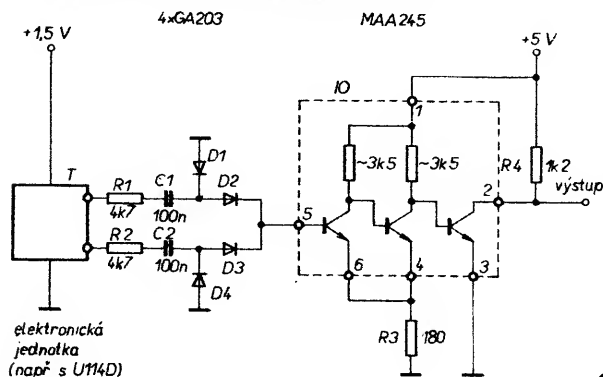 4xGA203
MAA245
+1,5 V
+5 V
IO
1
T
R1
4k7
C1
100n
D1
D2
~3k5
~3k5
R4
1k2
2
výstup
5
R2
4k7
C2
100n
D3
D4
6
4
3
R3
180
elektronická
jednotka
(např s U114D)